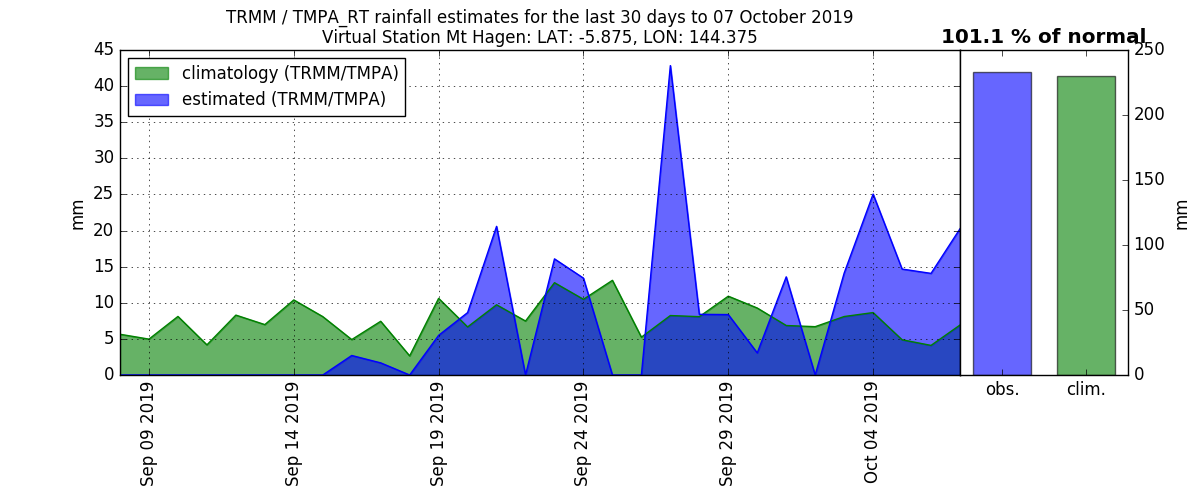 TRMM / TMPA_RT rainfall estimates for the last 30 days to 07 October 2019
Virtual Station Mt Hagen: LAT: -5.875, LON: 144.375
101.1 % of normal
climatology (TRMM/TMPA)
estimated (TRMM/TMPA)
45
40
35
30
25
20
15
10
5
0
mm
Sep 09 2019
Sep 14 2019
Sep 19 2019
Sep 24 2019
Sep 29 2019
Oct 04 2019
250
200
150
100
50
0
mm
obs.
clim.